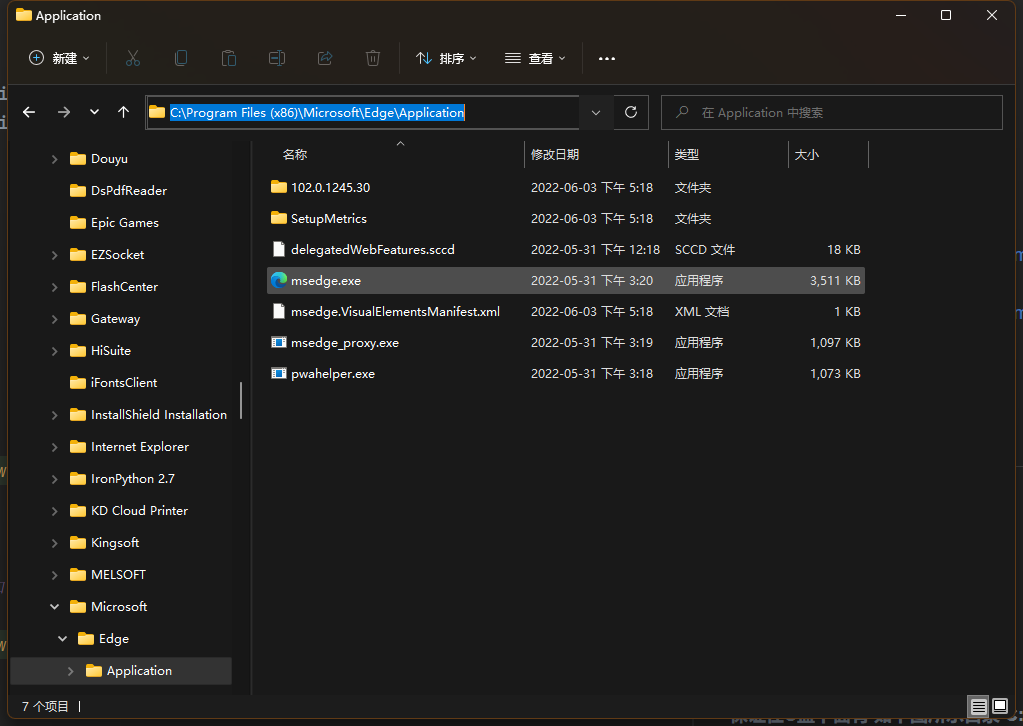 Application
新建
排序
查看
C:\Program Files (x86)\Microsoft\Edge\Application
在 Application 中搜索
名称 修改日期 类型 大小
Douyu
DsPdfReader
Epic Games
EZSocket
FlashCenter
Gateway
HiSuite
iFontsClient
InstallShield Installation
Internet Explorer
IronPython 2.7
KD Cloud Printer
Kingsoft
MELSOFT
Microsoft
Edge
Application
102.0.1245.30 2022-06-03 下午 5:18 文件夹
SetupMetrics 2022-06-03 下午 5:18 文件夹
delegatedWebFeatures.sccd 2022-05-31 下午 12:18 SCCD 文件 18 KB
msedge.exe 2022-05-31 下午 3:20 应用程序 3,511 KB
msedge.VisualElementsManifest.xml 2022-06-03 下午 5:18 XML 文档 1 KB
msedge_proxy.exe 2022-05-31 下午 3:19 应用程序 1,097 KB
pwahelper.exe 2022-05-31 下午 3:18 应用程序 1,073 KB
7 个项目